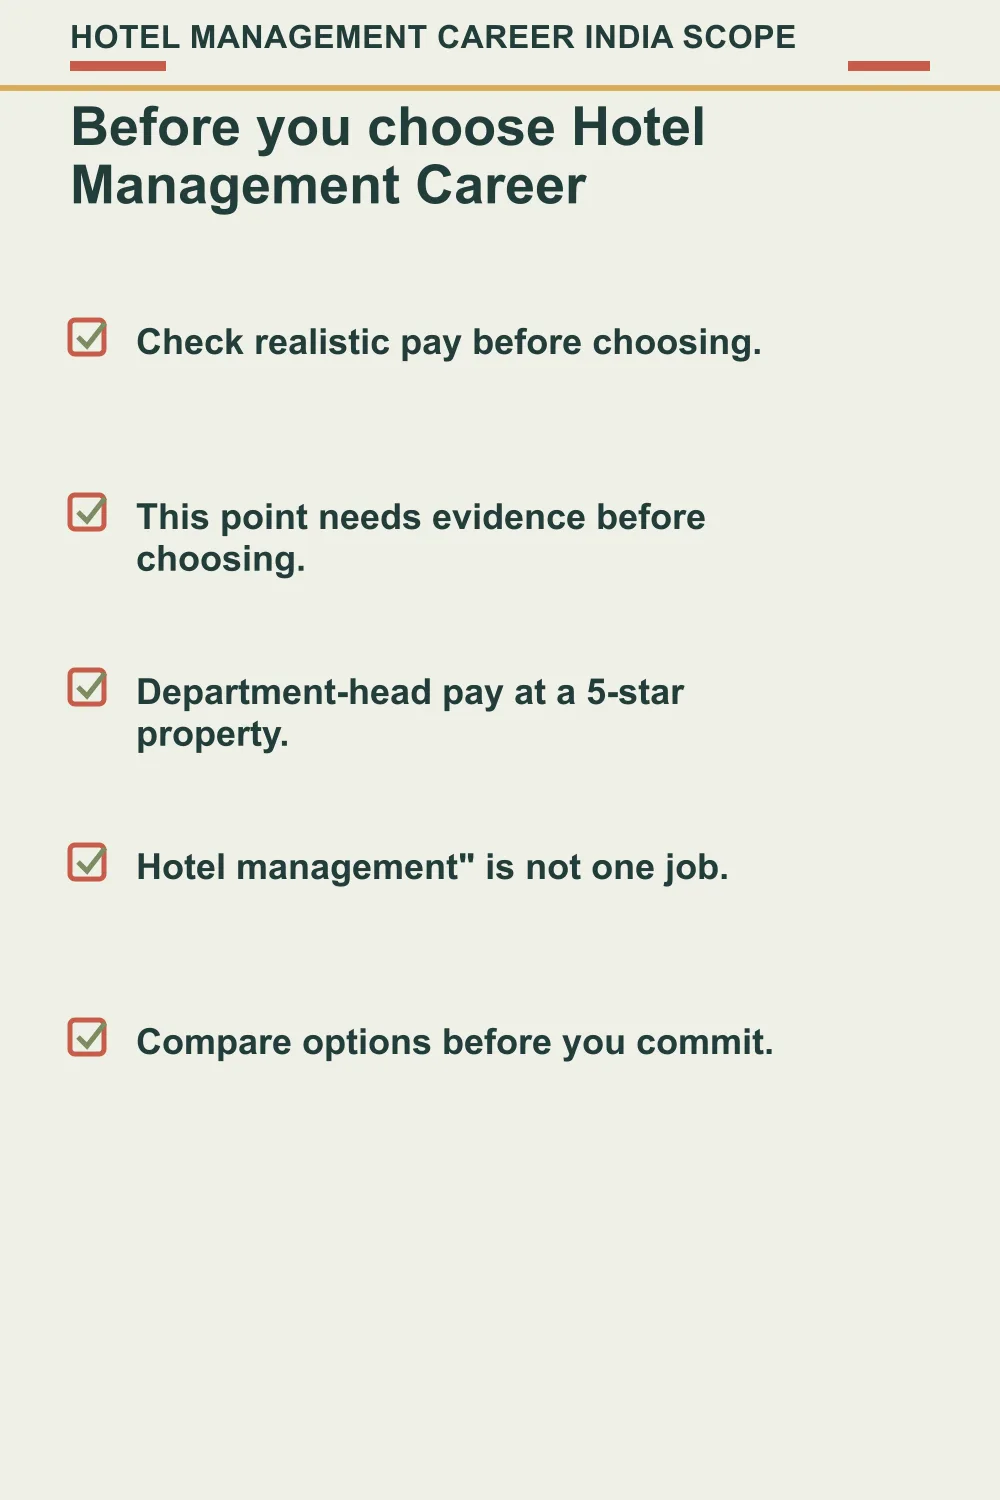 HOTEL MANAGEMENT CAREER INDIA SCOPE
Before you choose Hotel
Management Career
Check realistic pay before choosing.
This point needs evidence before
choosing.
Department-head pay at a 5-star
property.
Hotel management" is not one job.
Compare options before you commit.